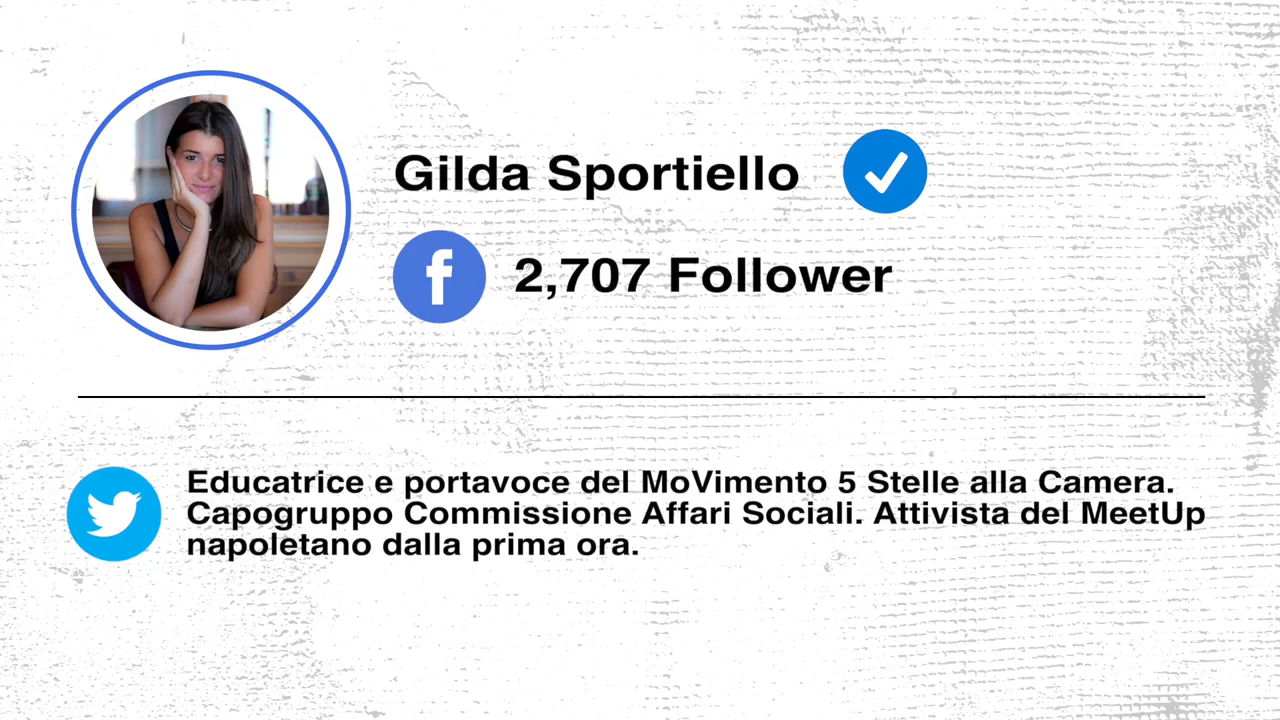 Gilda Sportiello
2,707 Follower
Educatrice e portavoce del MoVimento 5 Stelle alla Camera.
Capogruppo Commissione Affari Sociali. Attivista del MeetUp
napoletano dalla prima ora.